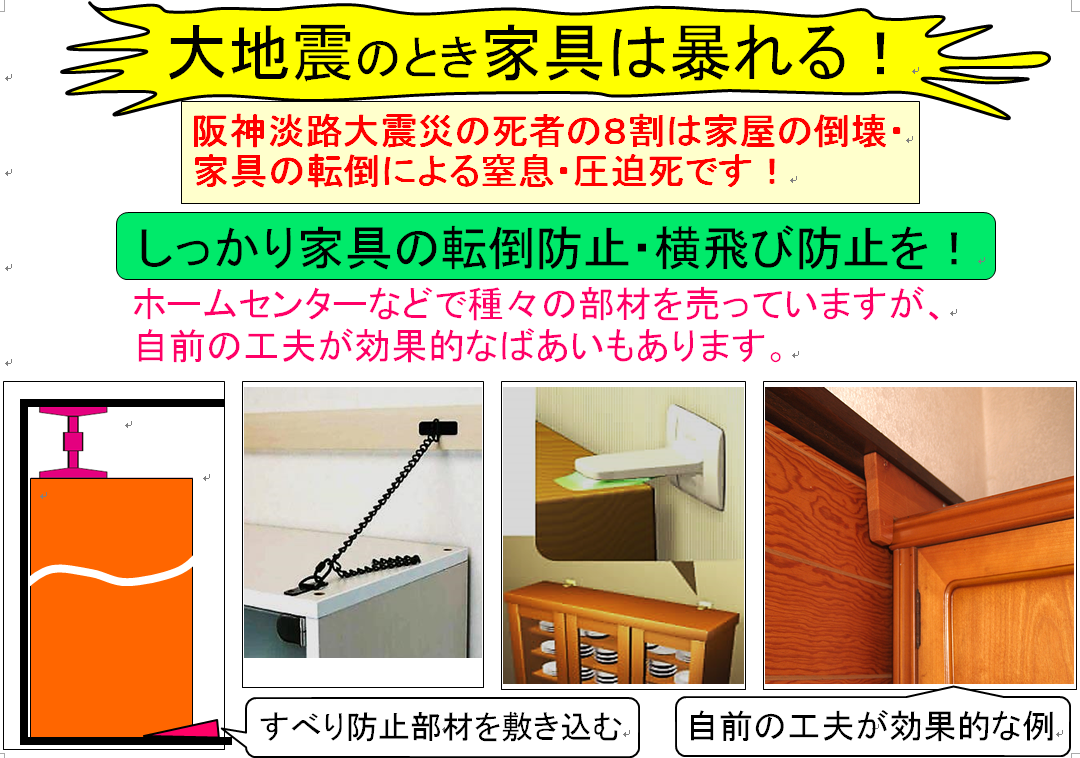 大地震のとき家具は暴れる！
阪神淡路大震災の死者の８割は家屋の倒壊・
家具の転倒による窒息・圧迫死です！
しっかり家具の転倒防止・横飛び防止を！
ホームセンターなどで種々の部材を売っていますが、
自前の工夫が効果的なばあいもあります。
すべり防止部材を敷き込む
自前の工夫が効果的な例